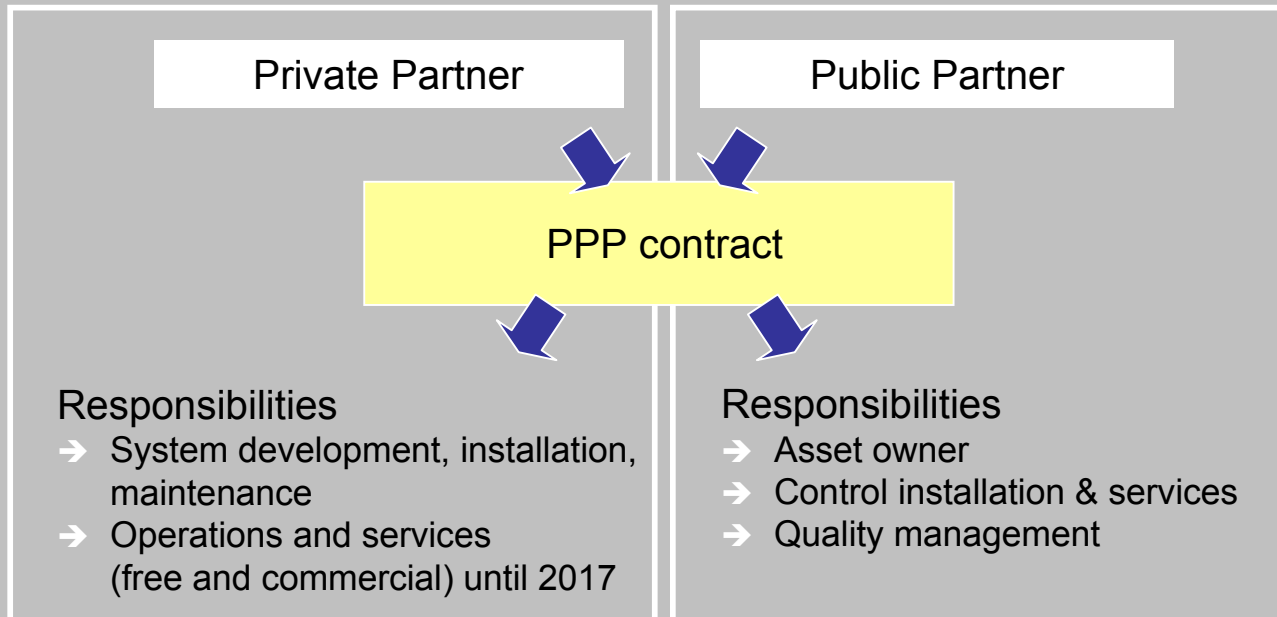 Private Partner
Public Partner
PPP contract
Responsibilities
➔ System development, installation,
maintenance
➔ Operations and services
(free and commercial) until 2017
Responsibilities
➔ Asset owner
➔ Control installation & services
➔ Quality management